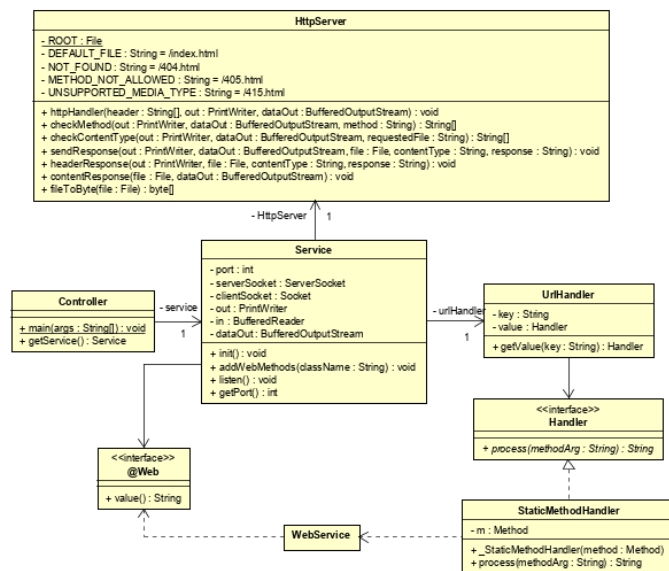 HttpServer
- ROOT : File
- DEFAULT_FILE : String = /index.html
- NOT_FOUND : String = /404.html
- METHOD_NOT_ALLOWED : String = /405.html
- UNSUPPORTED_MEDIA_TYPE : String = /415.html
+ httpHandler(header : String[], out : PrintWriter, dataOut : BufferedOutputStream) : void
+ checkMethod(out : PrintWriter, dataOut : BufferedOutputStream, method : String) : String[]
+ checkContentType(out : PrintWriter, dataOut : BufferedOutputStream, requestedFile : String) : String[]
+ sendResponse(out : PrintWriter, dataOut : BufferedOutputStream, file : File, contentType : String, response : String) : void
+ headerResponse(out : PrintWriter, file : File, contentType : String, response : String) : void
+ contentResponse(file : File, dataOut : BufferedOutputStream) : void
+ fileToByte(file : File) : byte[]
- HttpServer
1
Service
- port : int
- serverSocket : ServerSocket
- clientSocket : Socket
- out : PrintWriter
- in : BufferedReader
- dataOut : BufferedOutputStream
+ init() : void
+ addWebMethods(className : String) : void
+ listen() : void
+ getPort() : int
Controller
+ main(args : String[]) : void
+ getService() : Service
- service
1
- urlHandler
1
UrlHandler
- key : String
- value : Handler
+ getValue(key : String) : Handler
<<interface>>
Handler
+ process(methodArg : String) : String
<<interface>>
@Web
+ value() : String
WebService
StaticMethodHandler
- m : Method
+ _StaticMethodHandler(method : Method)
+ process(methodArg : String) : String